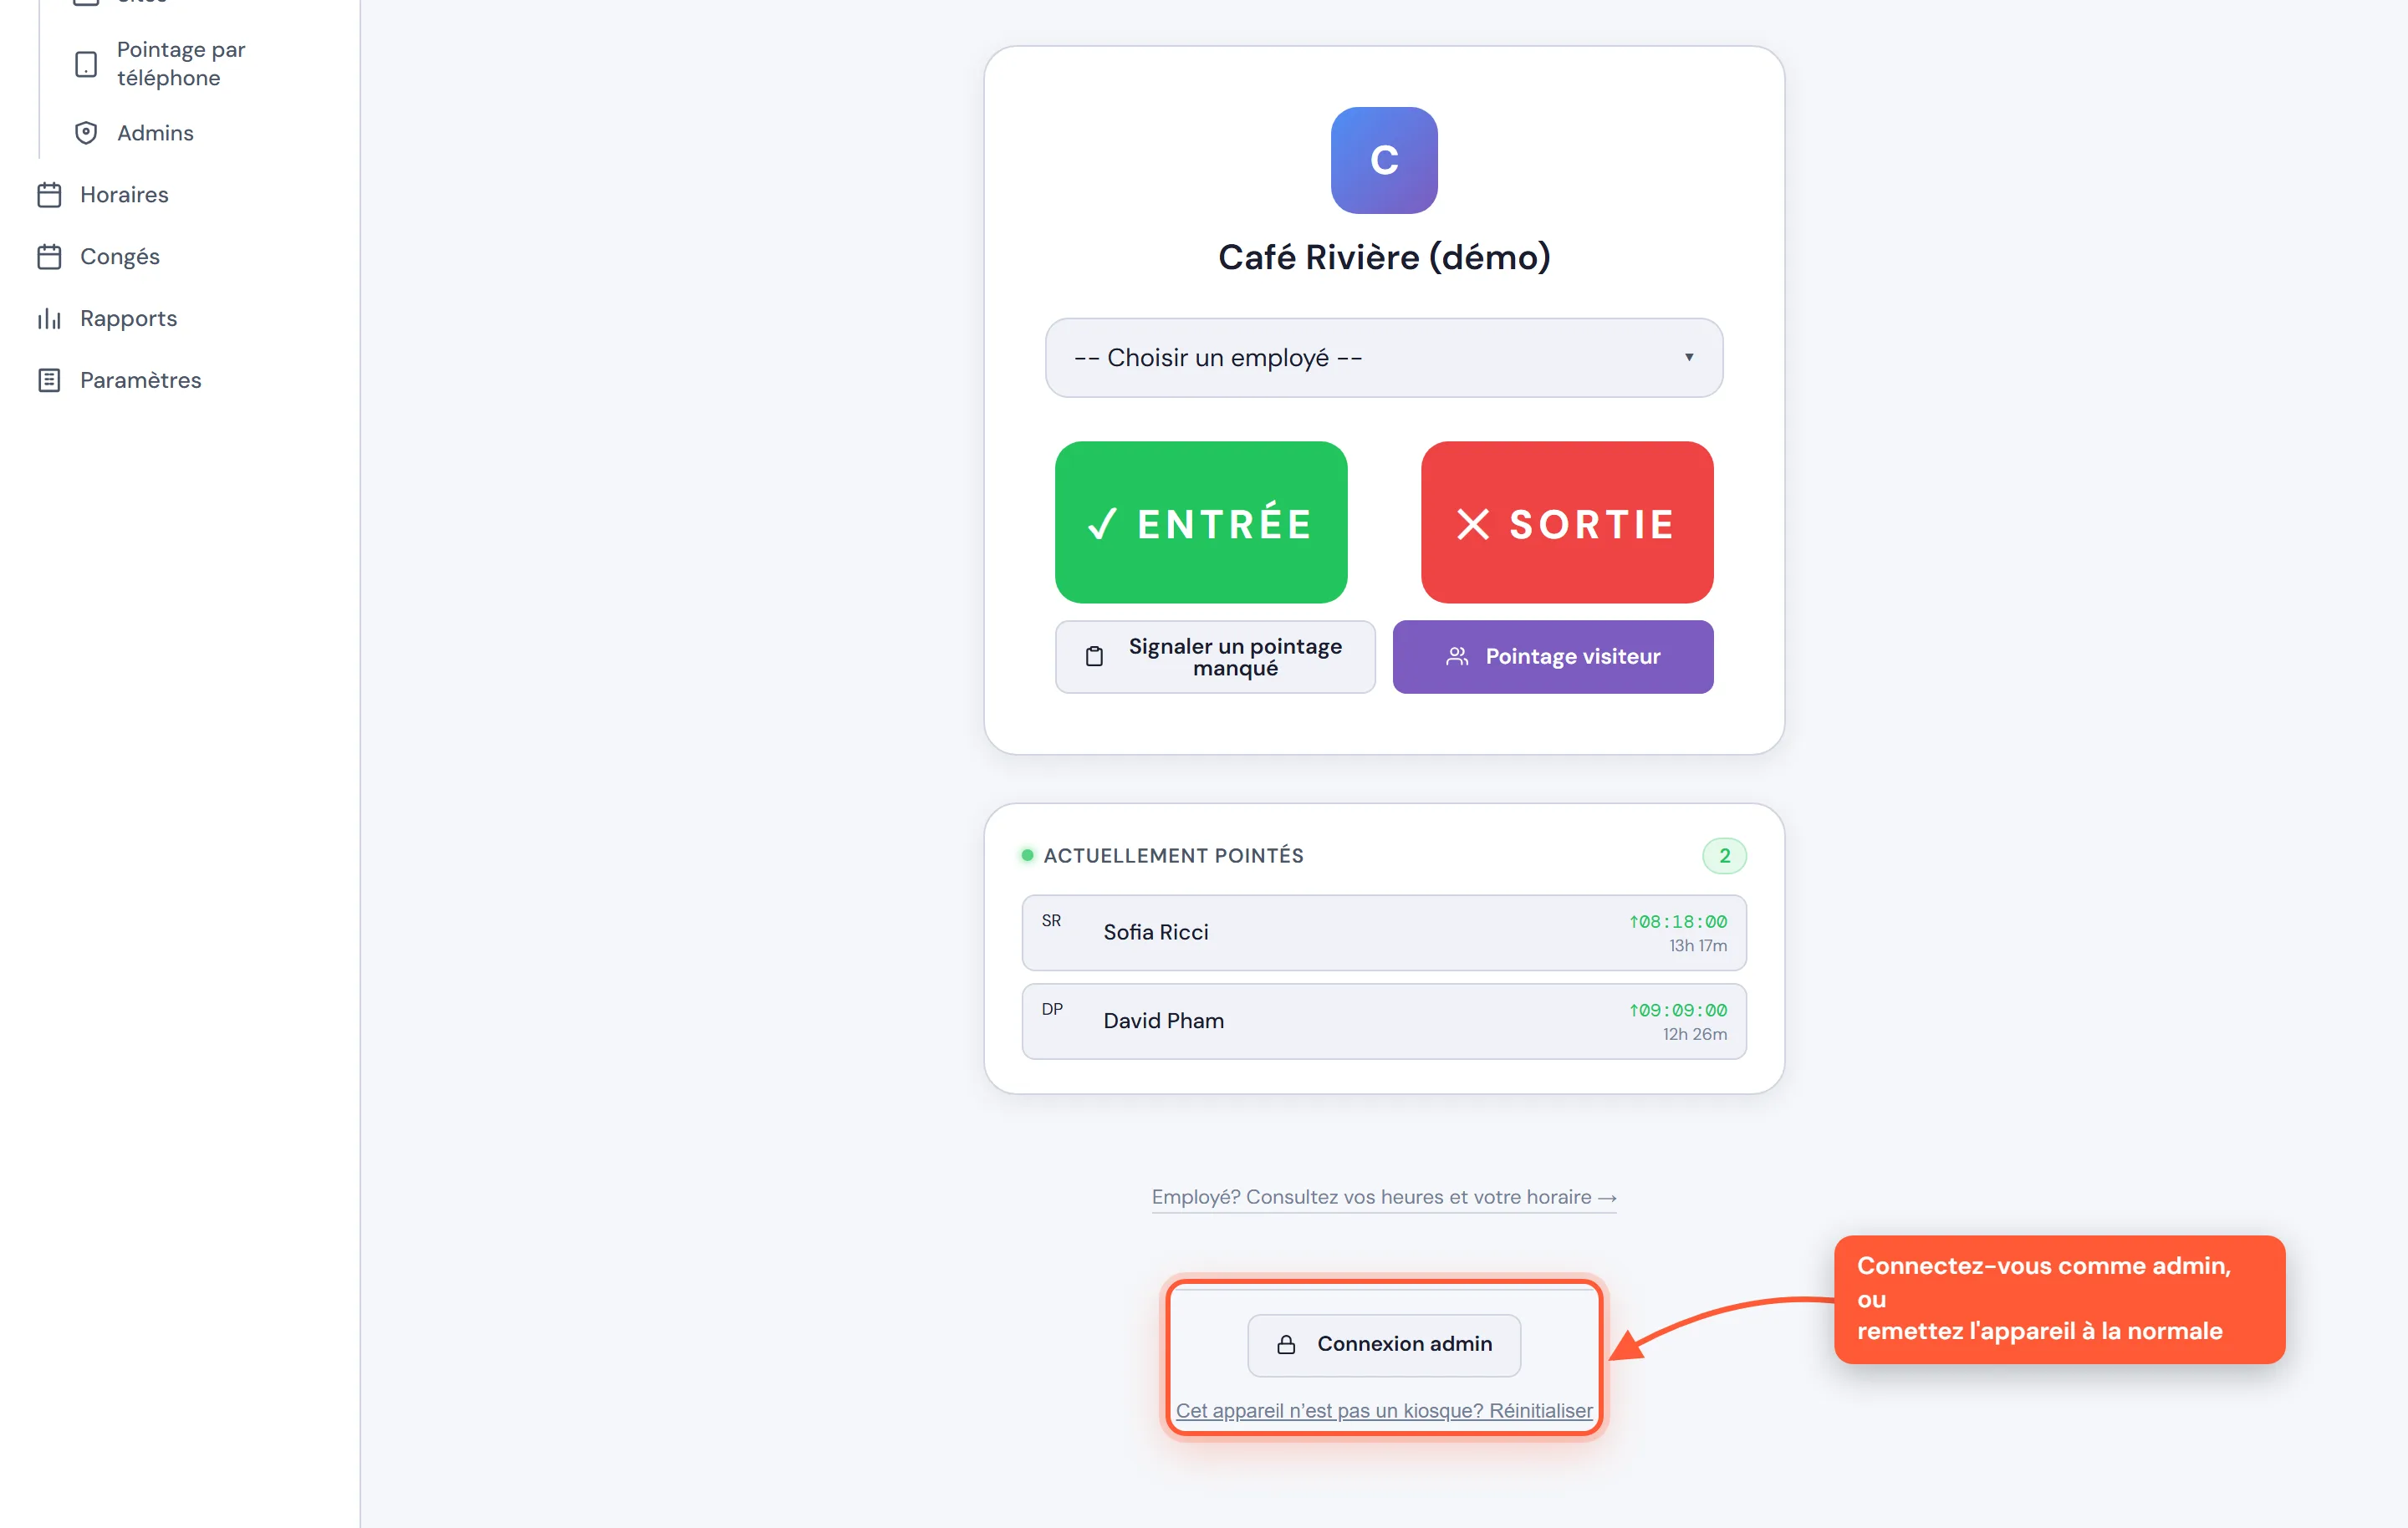 Pointage par
téléphone
Admins
Horaires
Congés
Rapports
Paramètres
C
Café Rivière (démo)
-- Choisir un employé --
✓ ENTRÉE
✕ SORTIE
Signaler un pointage
manqué
Pointage visiteur
ACTUELLEMENT POINTÉS
2
SR
Sofia Ricci
↑08:18:00
13h 17m
DP
David Pham
↑09:09:00
12h 26m
Employé? Consultez vos heures et votre horaire →
Connexion admin
Cet appareil n’est pas un kiosque? Réinitialiser
Connectez-vous comme admin,
ou
remettez l'appareil à la normale